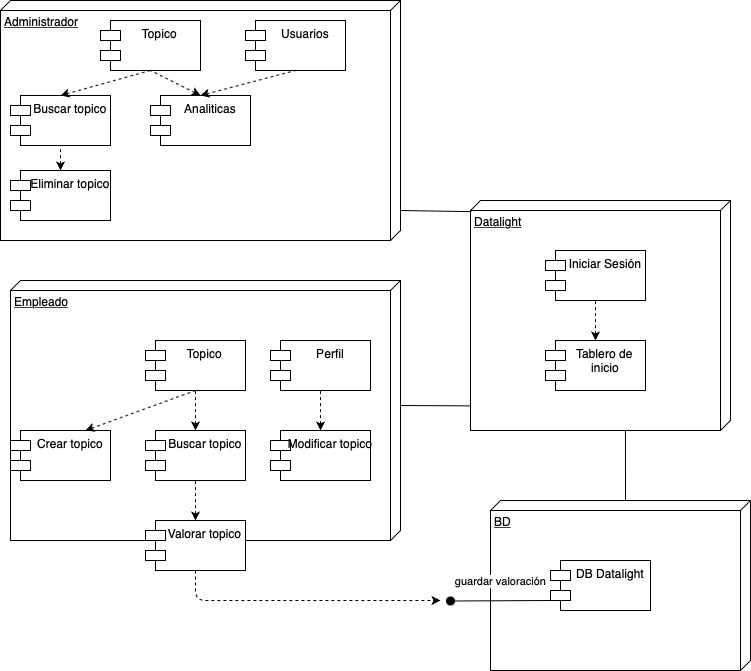 Administrador
Topico
Usuarios
Buscar topico
Analiticas
Eliminar topico
Datalight
Iniciar Sesión
Tablero de
inicio
Empleado
Topico
Perfil
Crear topico
Buscar topico
Modificar topico
Valorar topico
BD
guardar valoración
DB Datalight